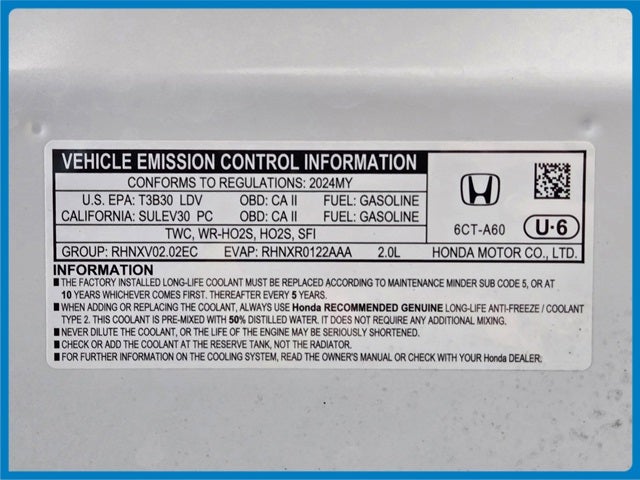 VEHICLE EMISSION CONTROL INFORMATION
CONFORMS TO REGULATIONS: 2024MY
U.S. EPA: T3B30 LDV OBD: CA II FUEL: GASOLINE
CALIFORNIA: SULEV30 PC OBD: CA II FUEL: GASOLINE
TWC, WR-HO2S, HO2S, SFI
6CT-A60 U·6
GROUP: RHNXV02.02EC EVAP: RHNXR0122AAA 2.0L HONDA MOTOR CO., LTD.
INFORMATION
■THE FACTORY INSTALLED LONG-LIFE COOLANT MUST BE REPLACED ACCORDING TO MAINTENANCE MINDER SUB CODE 5, OR AT
10 YEARS WHICHEVER COMES FIRST. THEREAFTER EVERY 5 YEARS.
■WHEN ADDING OR REPLACING THE COOLANT, ALWAYS USE Honda RECOMMENDED GENUINE LONG-LIFE ANTI-FREEZE / COOLANT
TYPE 2. THIS COOLANT IS PRE-MIXED WITH 50% DISTILLED WATER. IT DOES NOT REQUIRE ANY ADDITIONAL MIXING.
■NEVER DILUTE THE COOLANT, OR THE LIFE OF THE ENGINE MAY BE SERIOUSLY SHORTENED.
■CHECK OR ADD THE COOLANT AT THE RESERVE TANK, NOT THE RADIATOR.
■FOR FURTHER INFORMATION ON THE COOLING SYSTEM, READ THE OWNER'S MANUAL OR CHECK WITH YOUR Honda DEALER.